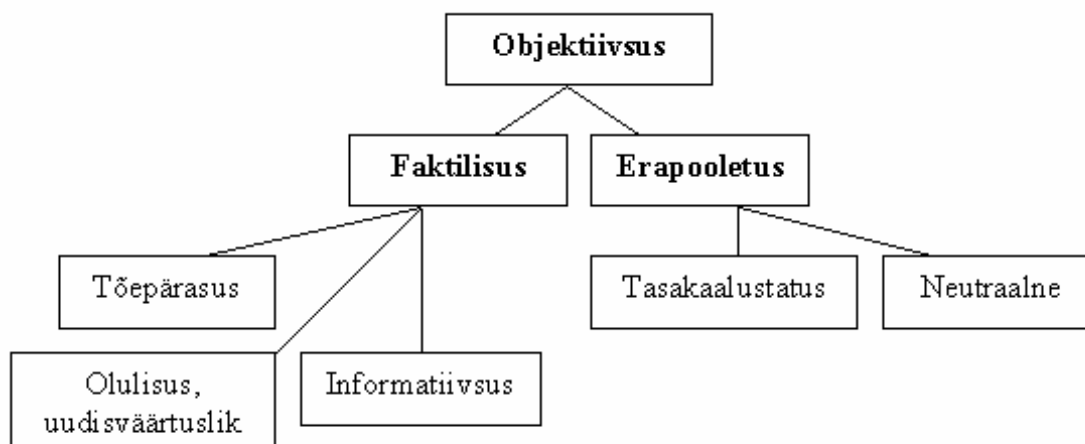 Objektiivsus
Faktilisus
Erapooletus
Tõepärasus
Tasakaalustatus
Neutraalne
Olulisus,
uudisväärtuslik
Informatiivsus